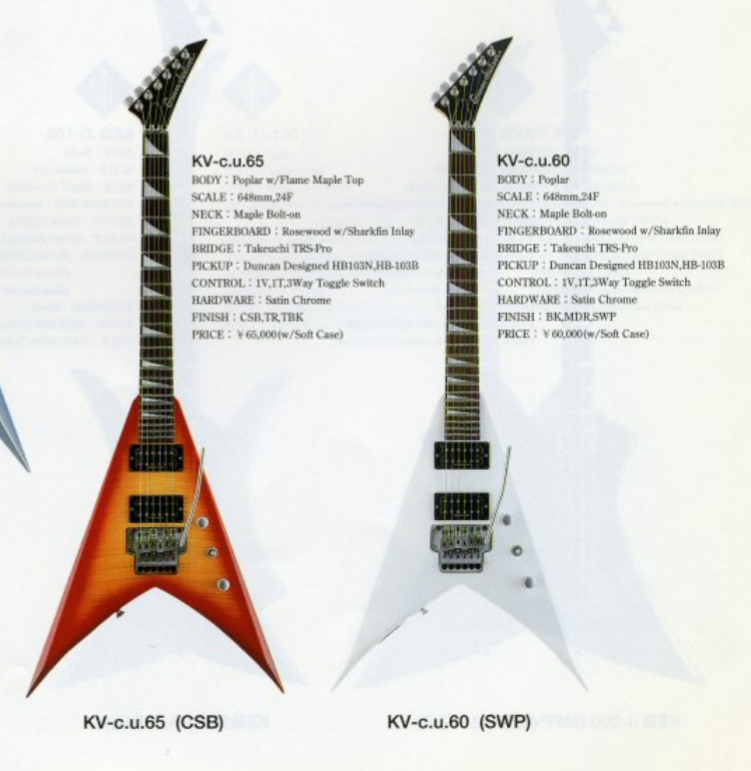 KV-c.u.65
BODY：Poplar w/Flame Maple Top
SCALE：648mm,24F
NECK：Maple Bolt-on
FINGERBOARD：Rosewood w/Sharkfin Inlay
BRIDGE：Takeuchi TRS-Pro
PICKUP：Duncan Designed HB103N,HB-103B
CONTROL：1V,1T,3Way Toggle Switch
HARDWARE：Satin Chrome
FINISH：CSB,TR,TBK
PRICE：￥65,000(w/Soft Case)
KV-c.u.60
BODY：Poplar
SCALE：648mm,24F
NECK：Maple Bolt-on
FINGERBOARD：Rosewood w/Sharkfin Inlay
BRIDGE：Takeuchi TRS-Pro
PICKUP：Duncan Designed HB103N,HB-103B
CONTROL：1V,1T,3Way Toggle Switch
HARDWARE：Satin Chrome
FINISH：BK,MDR,SWP
PRICE：￥60,000(w/Soft Case)
KV-c.u.65 (CSB)
KV-c.u.60 (SWP)